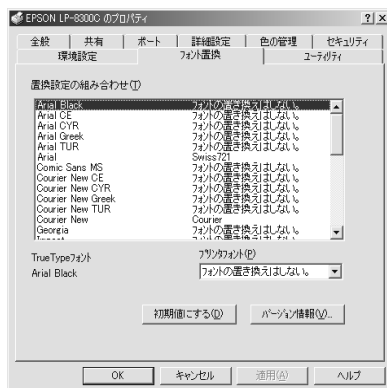 EPSON LP-8300C のプロパティ
全般 共有 ポート 詳細設定 色の管理 セキュリティ
環境設定 フォント置換 ユーティリティ
置換設定の組み合わせ(T)
Arial Black フォントの置き換えはしない。
Arial CE フォントの置き換えはしない。
Arial CYR フォントの置き換えはしない。
Arial Greek フォントの置き換えはしない。
Arial TUR フォントの置き換えはしない。
Arial Swiss721
Comic Sans MS フォントの置き換えはしない。
Courier New CE フォントの置き換えはしない。
Courier New CYR フォントの置き換えはしない。
Courier New Greek フォントの置き換えはしない。
Courier New TUR フォントの置き換えはしない。
Courier New Courier
Georgia フォントの置き換えはしない。
TrueTypeフォント プリンタフォント(P)
Arial Black フォントの置き換えはしない。
初期値にする(D) バージョン情報(V)...
OK キャンセル 適用(A) ヘルプ